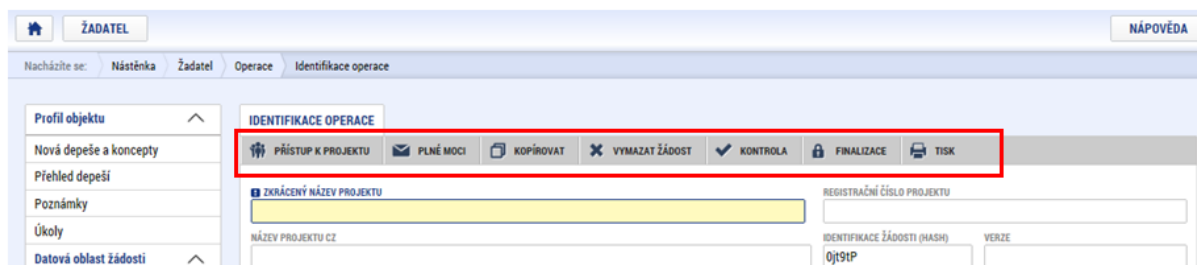 ŽADATEL
NÁPOVĚDA
Nacházíte se: Nástěnka Žadatel Operace Identifikace operace
Profil objektu
IDENTIFIKACE OPERACE
Nová depeše a koncepty
PŘÍSTUP K PROJEKTU PLNÉ MOCI KOPÍROVAT VYMAZAT ŽÁDOST KONTROLA FINALIZACE TISK
Přehled depeší
ZKRÁCENÝ NÁZEV PROJEKTU
REGISTRAČNÍ ČÍSLO PROJEKTU
Poznámky
Úkoly
NÁZEV PROJEKTU CZ
IDENTIFIKACE ŽÁDOSTI (HASH)
VERZE
Datová oblast žádosti
0jt9tP